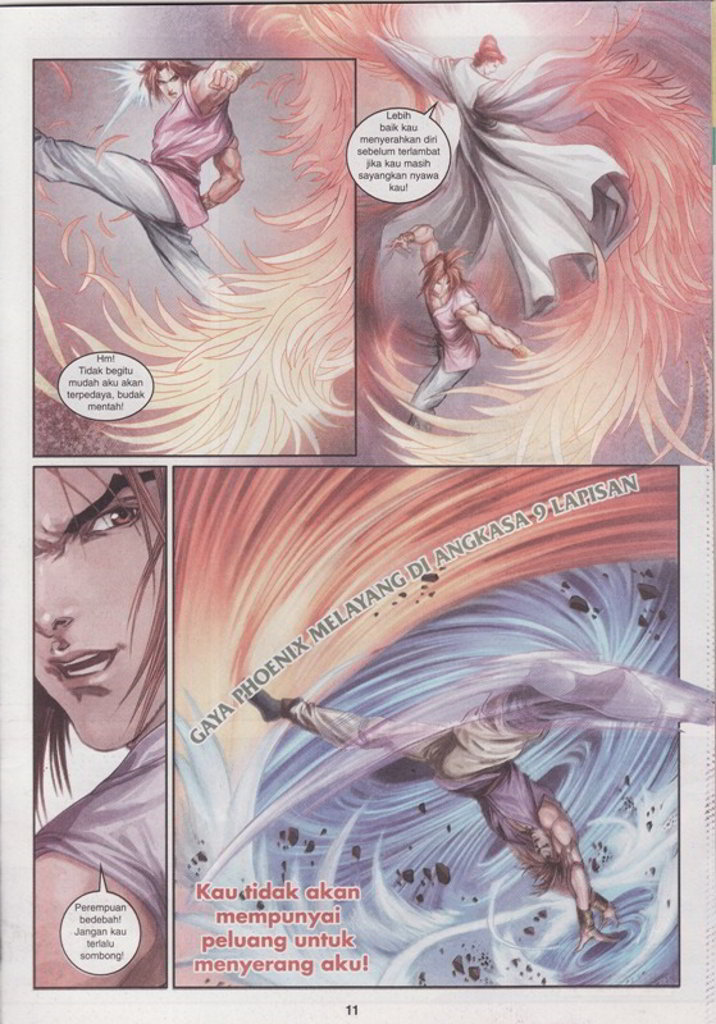 Hm!
Tidak begitu
mudah aku akan
terpedaya, budak
mentah!
Lebih
baik kau
menyerahkan diri
sebelum terlambat
jika kau masih
sayangkan nyawa
kau!
Perempuan
bedebah!
Jangan kau
terlalu
sombong!
GAYA PHOENIX MELAYANG DI ANGKASA 9 LAPISAN
Kau tidak akan
mempunyai
peluang untuk
menyerang aku!
11